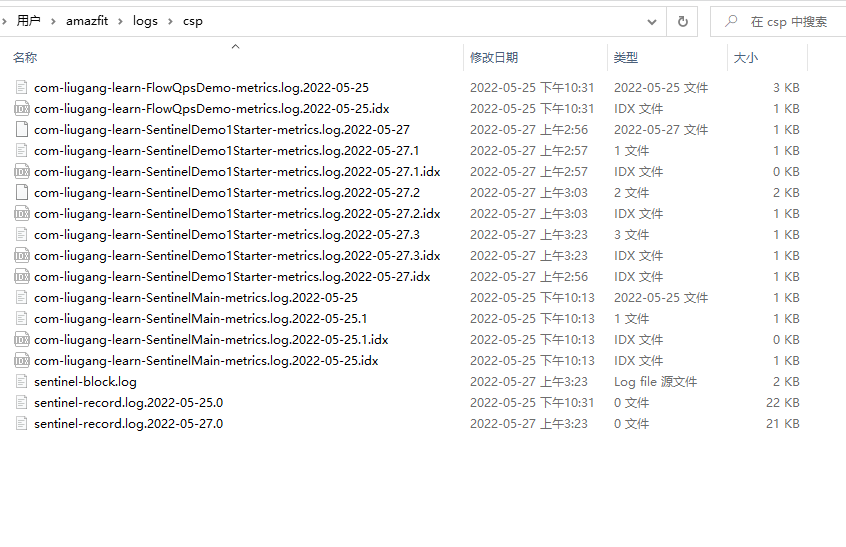 用户 > amazfit > logs > csp 在 csp 中搜索
名称 修改日期 类型 大小
com-liugang-learn-FlowQpsDemo-metrics.log.2022-05-25 2022-05-25 下午10:31 2022-05-25 文件 3 KB
com-liugang-learn-FlowQpsDemo-metrics.log.2022-05-25.idx 2022-05-25 下午10:31 IDX 文件 1 KB
com-liugang-learn-SentinelDemo1Starter-metrics.log.2022-05-27 2022-05-27 上午2:56 2022-05-27 文件 1 KB
com-liugang-learn-SentinelDemo1Starter-metrics.log.2022-05-27.1 2022-05-27 上午2:57 1 文件 1 KB
com-liugang-learn-SentinelDemo1Starter-metrics.log.2022-05-27.1.idx 2022-05-27 上午2:57 IDX 文件 0 KB
com-liugang-learn-SentinelDemo1Starter-metrics.log.2022-05-27.2 2022-05-27 上午3:03 2 文件 2 KB
com-liugang-learn-SentinelDemo1Starter-metrics.log.2022-05-27.2.idx 2022-05-27 上午3:03 IDX 文件 1 KB
com-liugang-learn-SentinelDemo1Starter-metrics.log.2022-05-27.3 2022-05-27 上午3:23 3 文件 1 KB
com-liugang-learn-SentinelDemo1Starter-metrics.log.2022-05-27.3.idx 2022-05-27 上午3:23 IDX 文件 1 KB
com-liugang-learn-SentinelDemo1Starter-metrics.log.2022-05-27.idx 2022-05-27 上午2:56 IDX 文件 1 KB
com-liugang-learn-SentinelMain-metrics.log.2022-05-25 2022-05-25 下午10:13 2022-05-25 文件 1 KB
com-liugang-learn-SentinelMain-metrics.log.2022-05-25.1 2022-05-25 下午10:13 1 文件 1 KB
com-liugang-learn-SentinelMain-metrics.log.2022-05-25.1.idx 2022-05-25 下午10:13 IDX 文件 0 KB
com-liugang-learn-SentinelMain-metrics.log.2022-05-25.idx 2022-05-25 下午10:13 IDX 文件 1 KB
sentinel-block.log 2022-05-27 上午3:23 Log file 源文件 2 KB
sentinel-record.log.2022-05-25.0 2022-05-25 下午10:31 0 文件 22 KB
sentinel-record.log.2022-05-27.0 2022-05-27 上午3:23 0 文件 21 KB